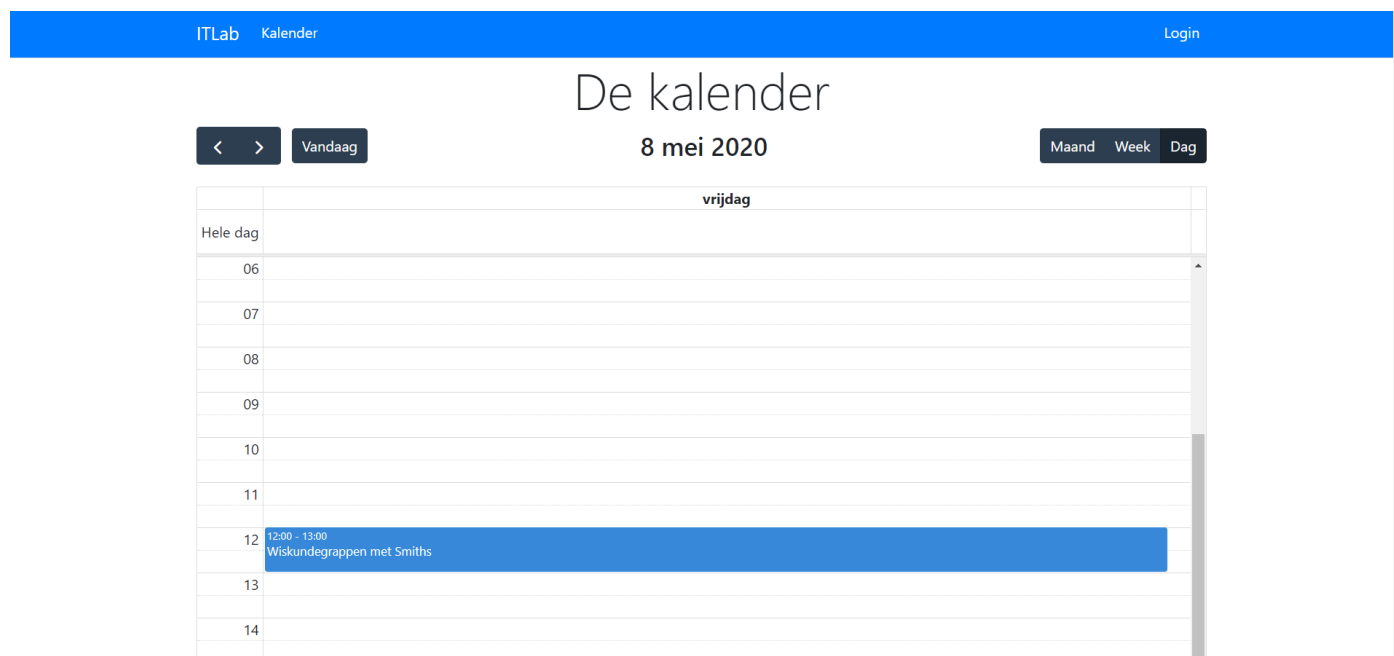 ITLab Kalender Login
De kalender
Vandaag 8 mei 2020 Maand Week Dag
vrijdag
Hele dag
06
07
08
09
10
11
12 12:00 - 13:00
Wiskundegrappen met Smiths
13
14